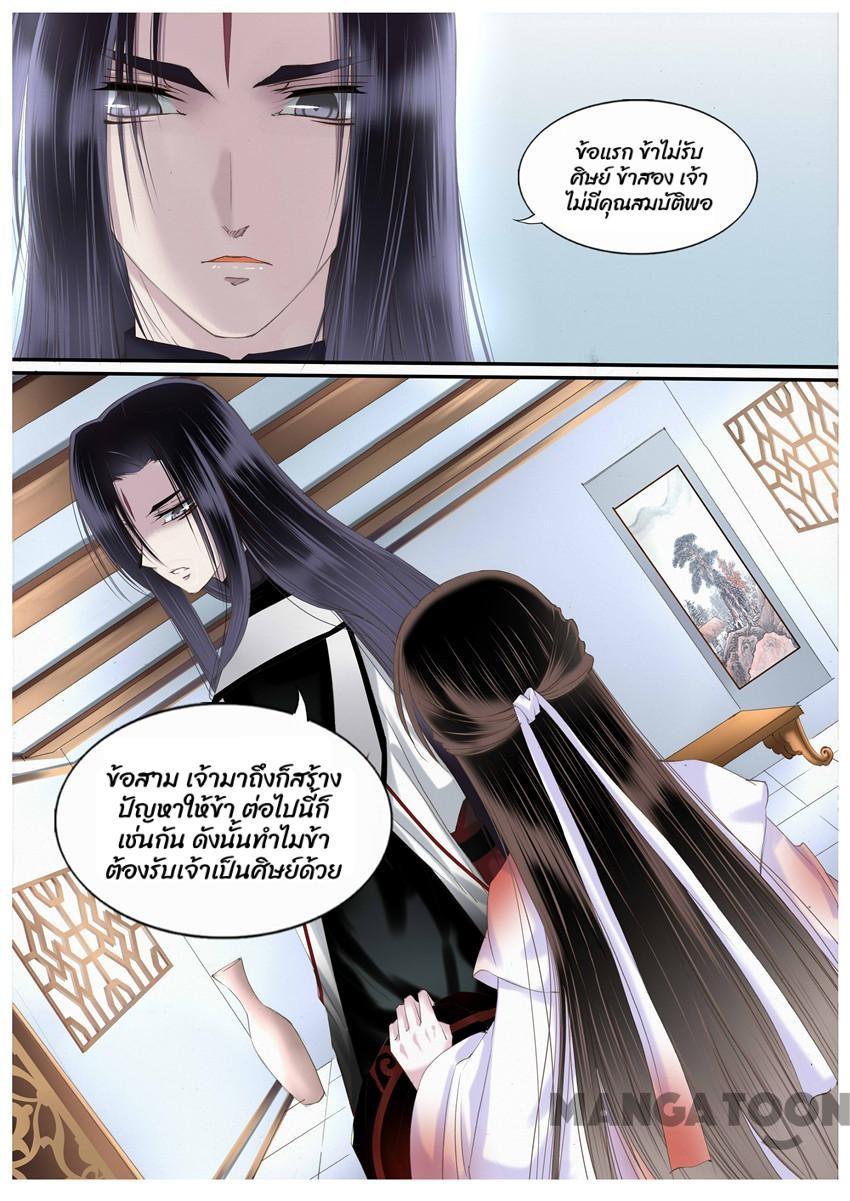 ข้อแรก ข้าไม่รับ
ศิษย์ ข้าสอง เจ้า
ไม่มีคุณสมบัติพอ
ข้อสาม เจ้ามาถึงก็สร้าง
ปัญหาให้ข้า ต่อไปนี้ก็
เช่นกัน ดังนั้นทำไมข้า
ต้องรับเจ้าเป็นศิษย์ด้วย
MANGA TOON